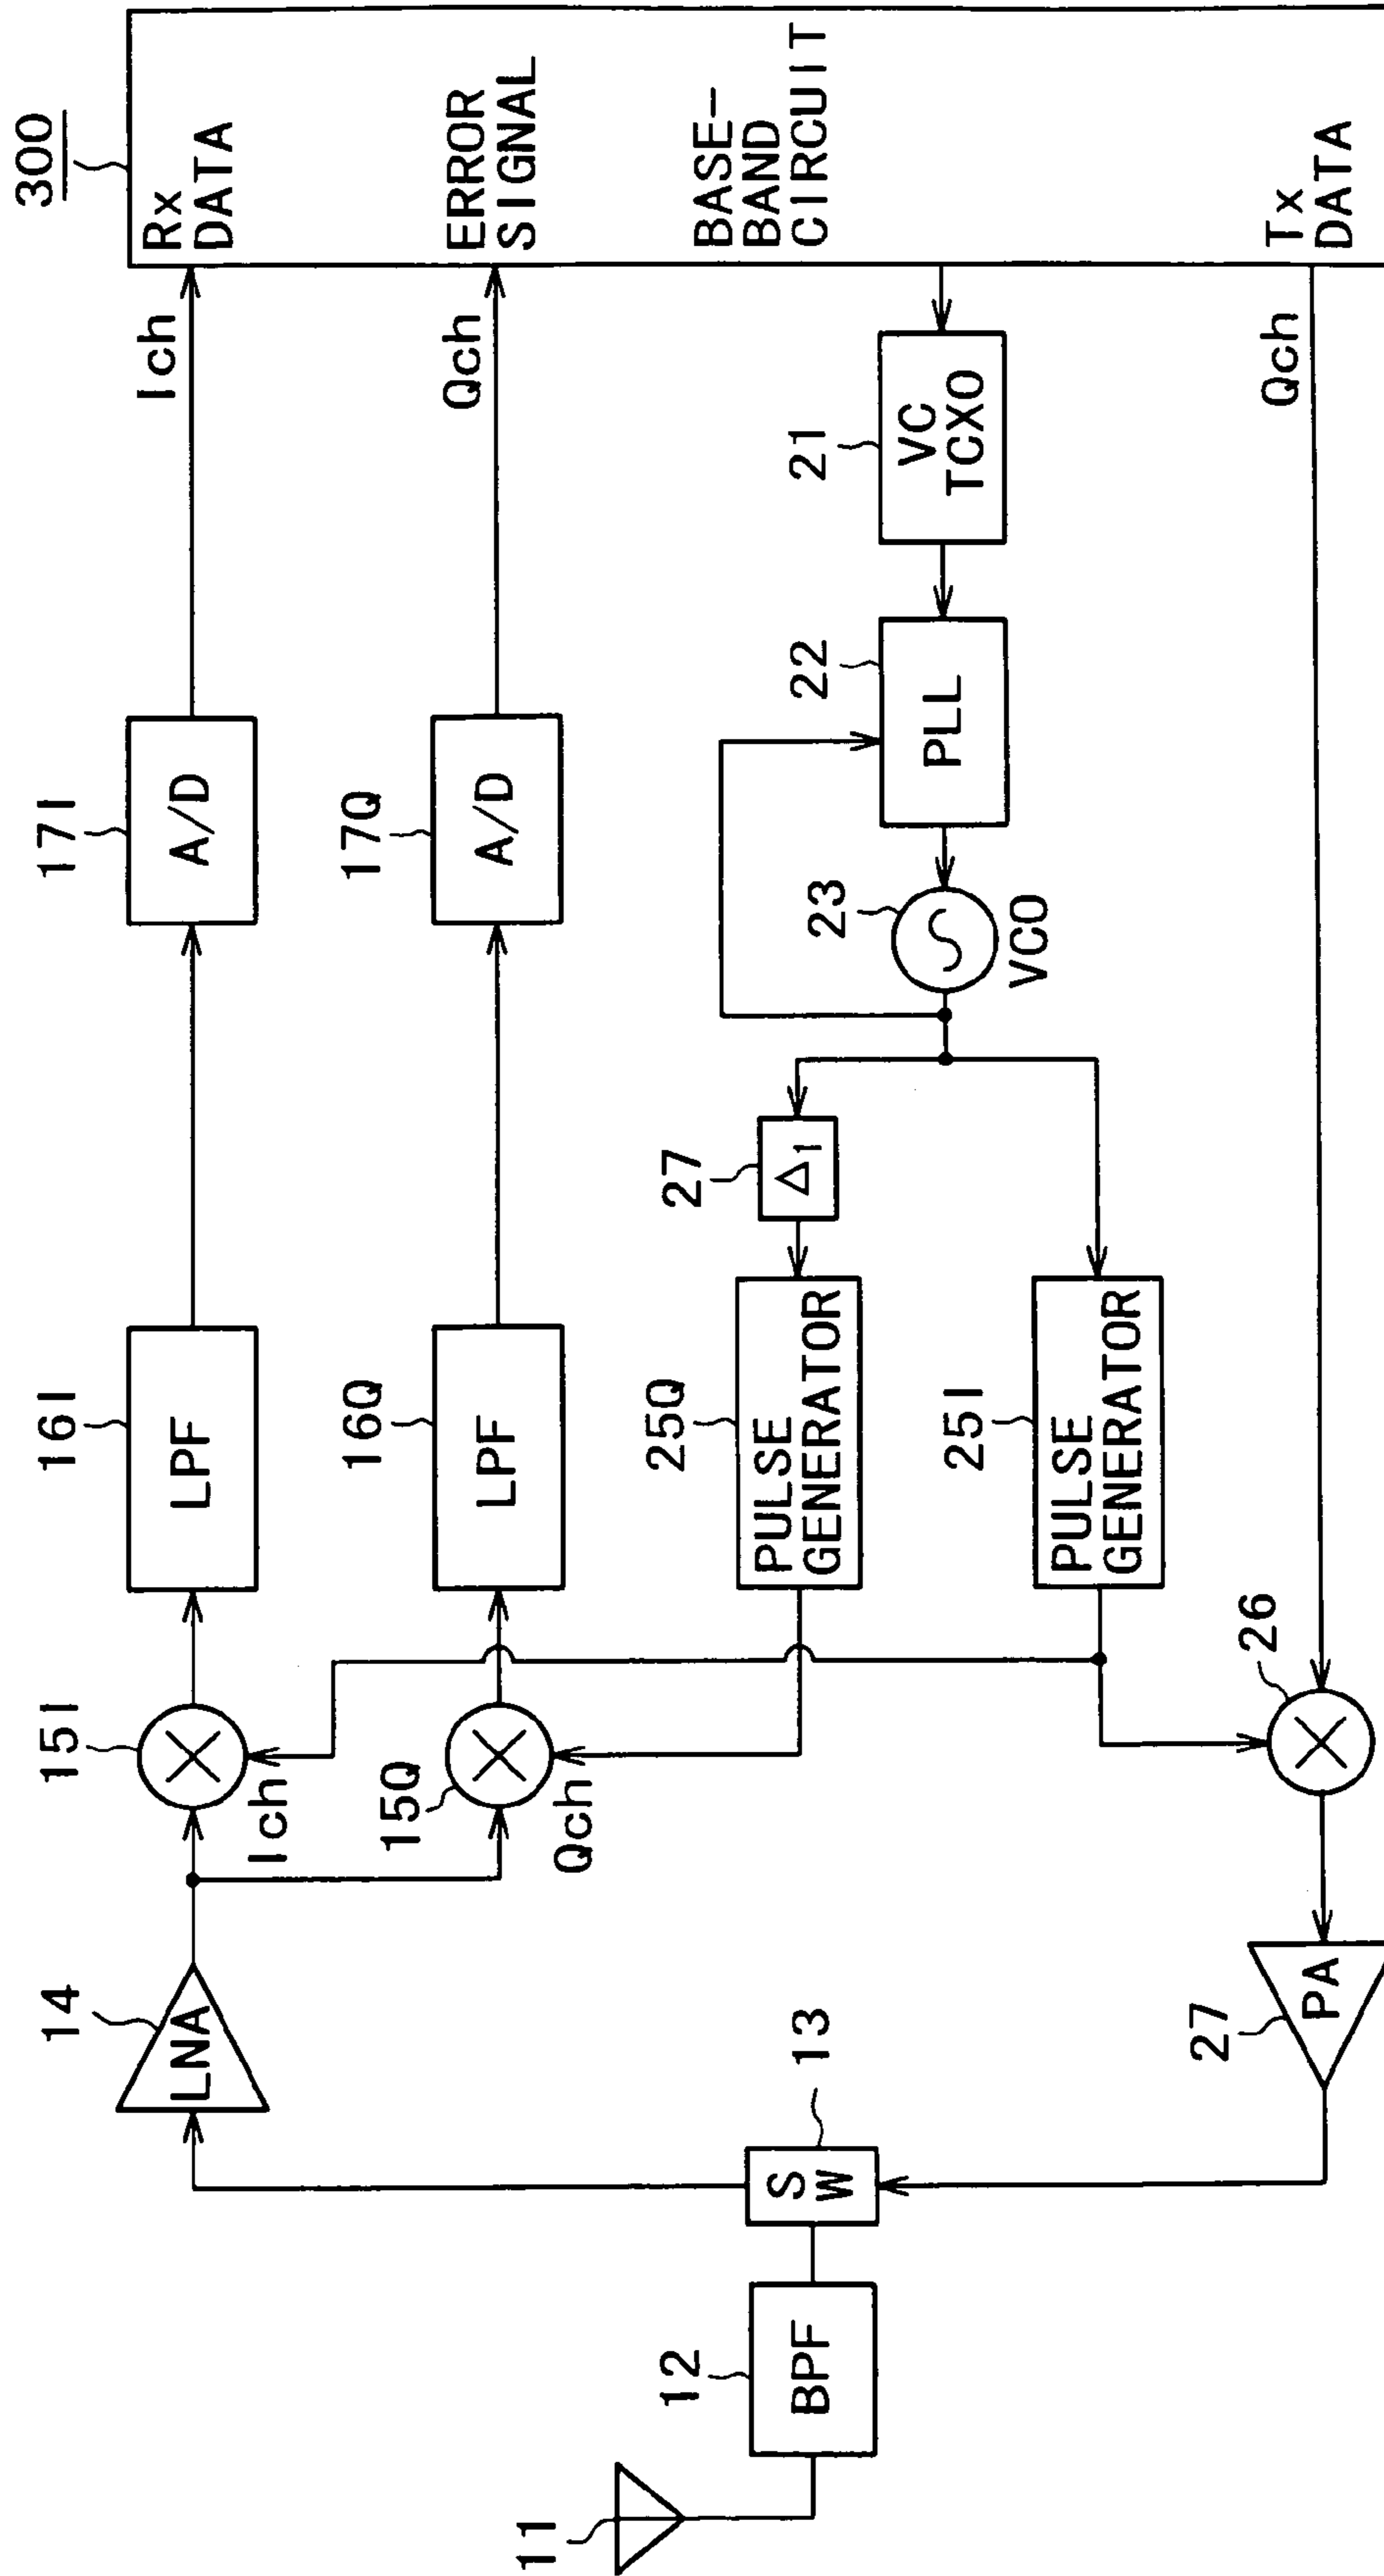 300
Rx
DATA
ERROR
SIGNAL
BASE-
BAND
CIRCUIT
Tx
DATA
Ich
Qch
Qch
21
VC
TCXO
22
PLL
23
VCO
17I
A/D
17Q
A/D
27
Δ1
16I
LPF
16Q
LPF
25Q
PULSE
GENERATOR
25I
PULSE
GENERATOR
15I
Ich
15Q
Qch
26
14
LNA
13
SW
27
PA
12
BPF
11